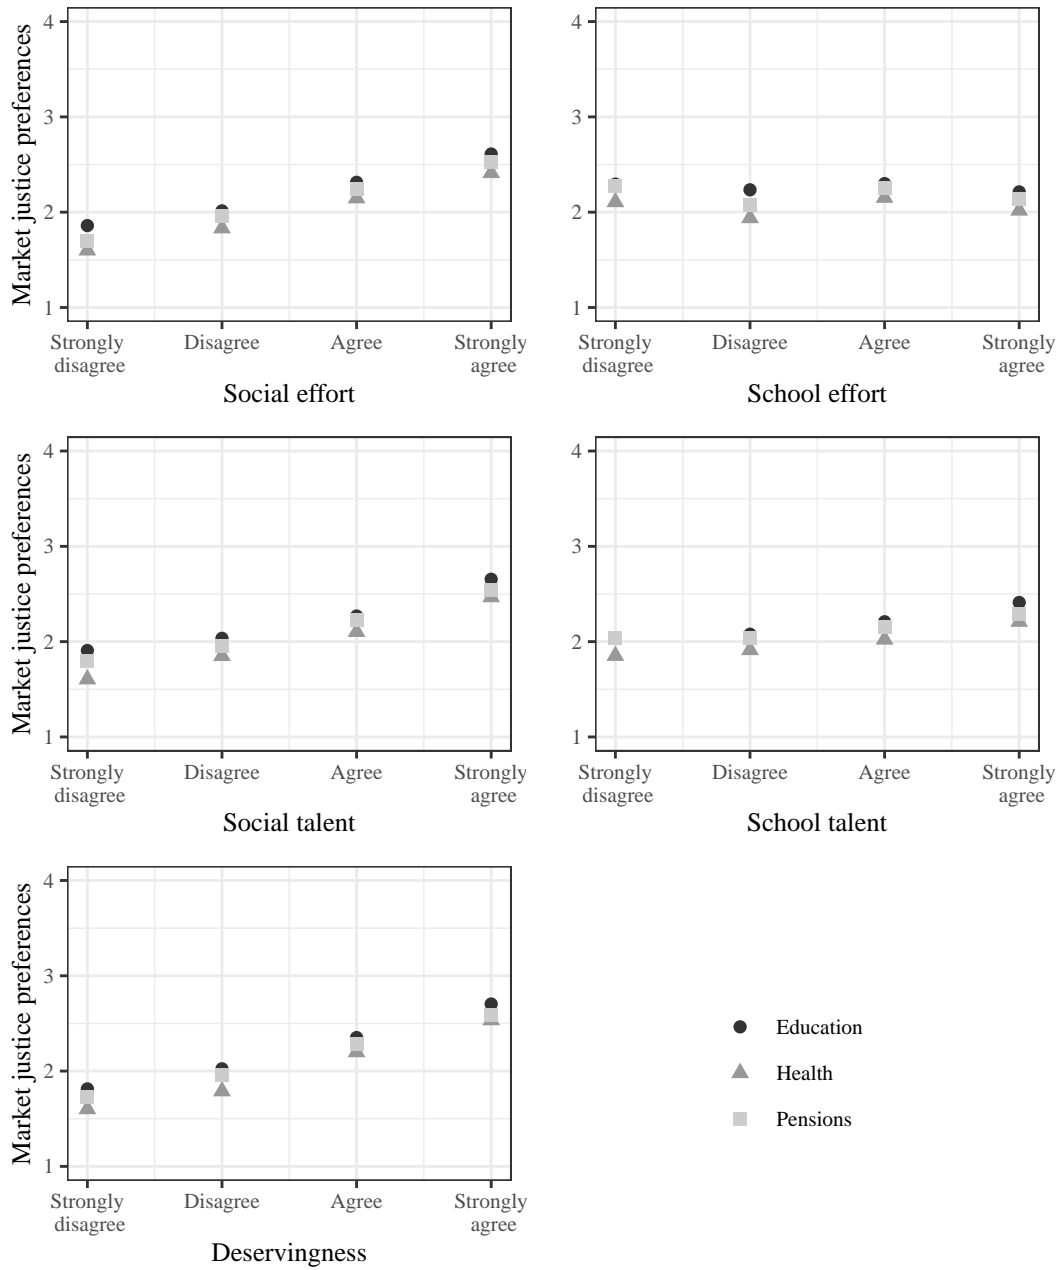 Market justice preferences
4
3
2
1
Strongly disagree
Disagree
Agree
Strongly agree
Social effort
4
3
2
1
Strongly disagree
Disagree
Agree
Strongly agree
School effort
Market justice preferences
4
3
2
1
Strongly disagree
Disagree
Agree
Strongly agree
Social talent
4
3
2
1
Strongly disagree
Disagree
Agree
Strongly agree
School talent
Market justice preferences
4
3
2
1
Strongly disagree
Disagree
Agree
Strongly agree
Deservingness
Education
Health
Pensions